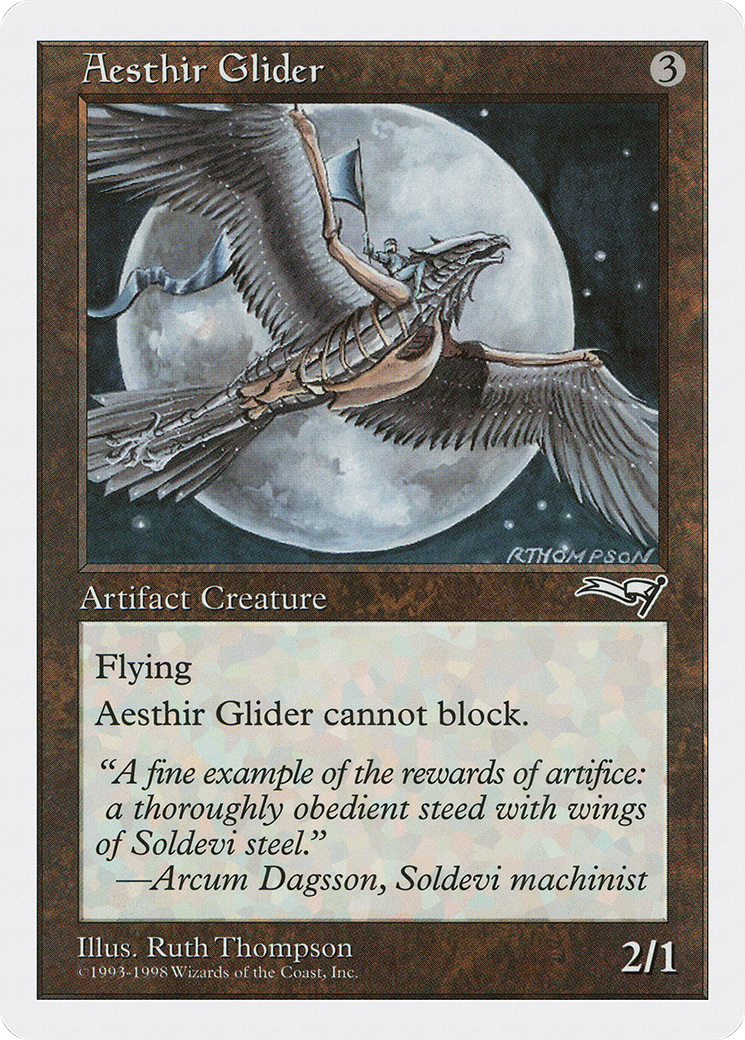 Aesthir Glider
3
RTHOMPSON
Artifact Creature
Flying
Aesthir Glider cannot block.
“A fine example of the rewards of artifice:
a thoroughly obedient steed with wings
of Soldevi steel.”
—Arcum Dagsson, Soldevi machinist
Illus. Ruth Thompson
©1993-1998 Wizards of the Coast, Inc.
2/1